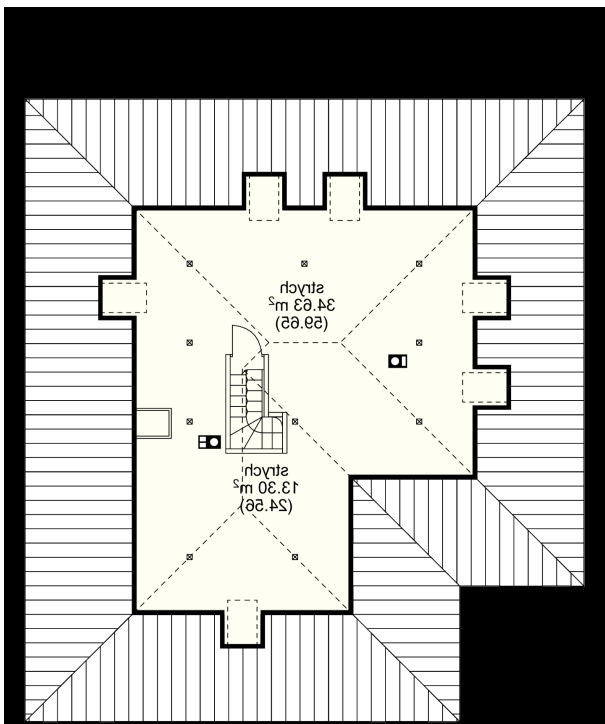 strych
34.63 m²
(59.65)
strych
13.30 m²
(24.56)